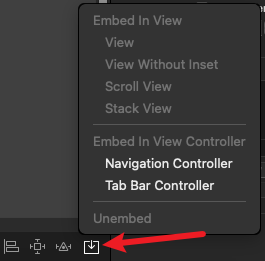 Embed In View
View
View Without Inset
Scroll View
Stack View
Embed In View Controller
Navigation Controller
Tab Bar Controller
Unembed